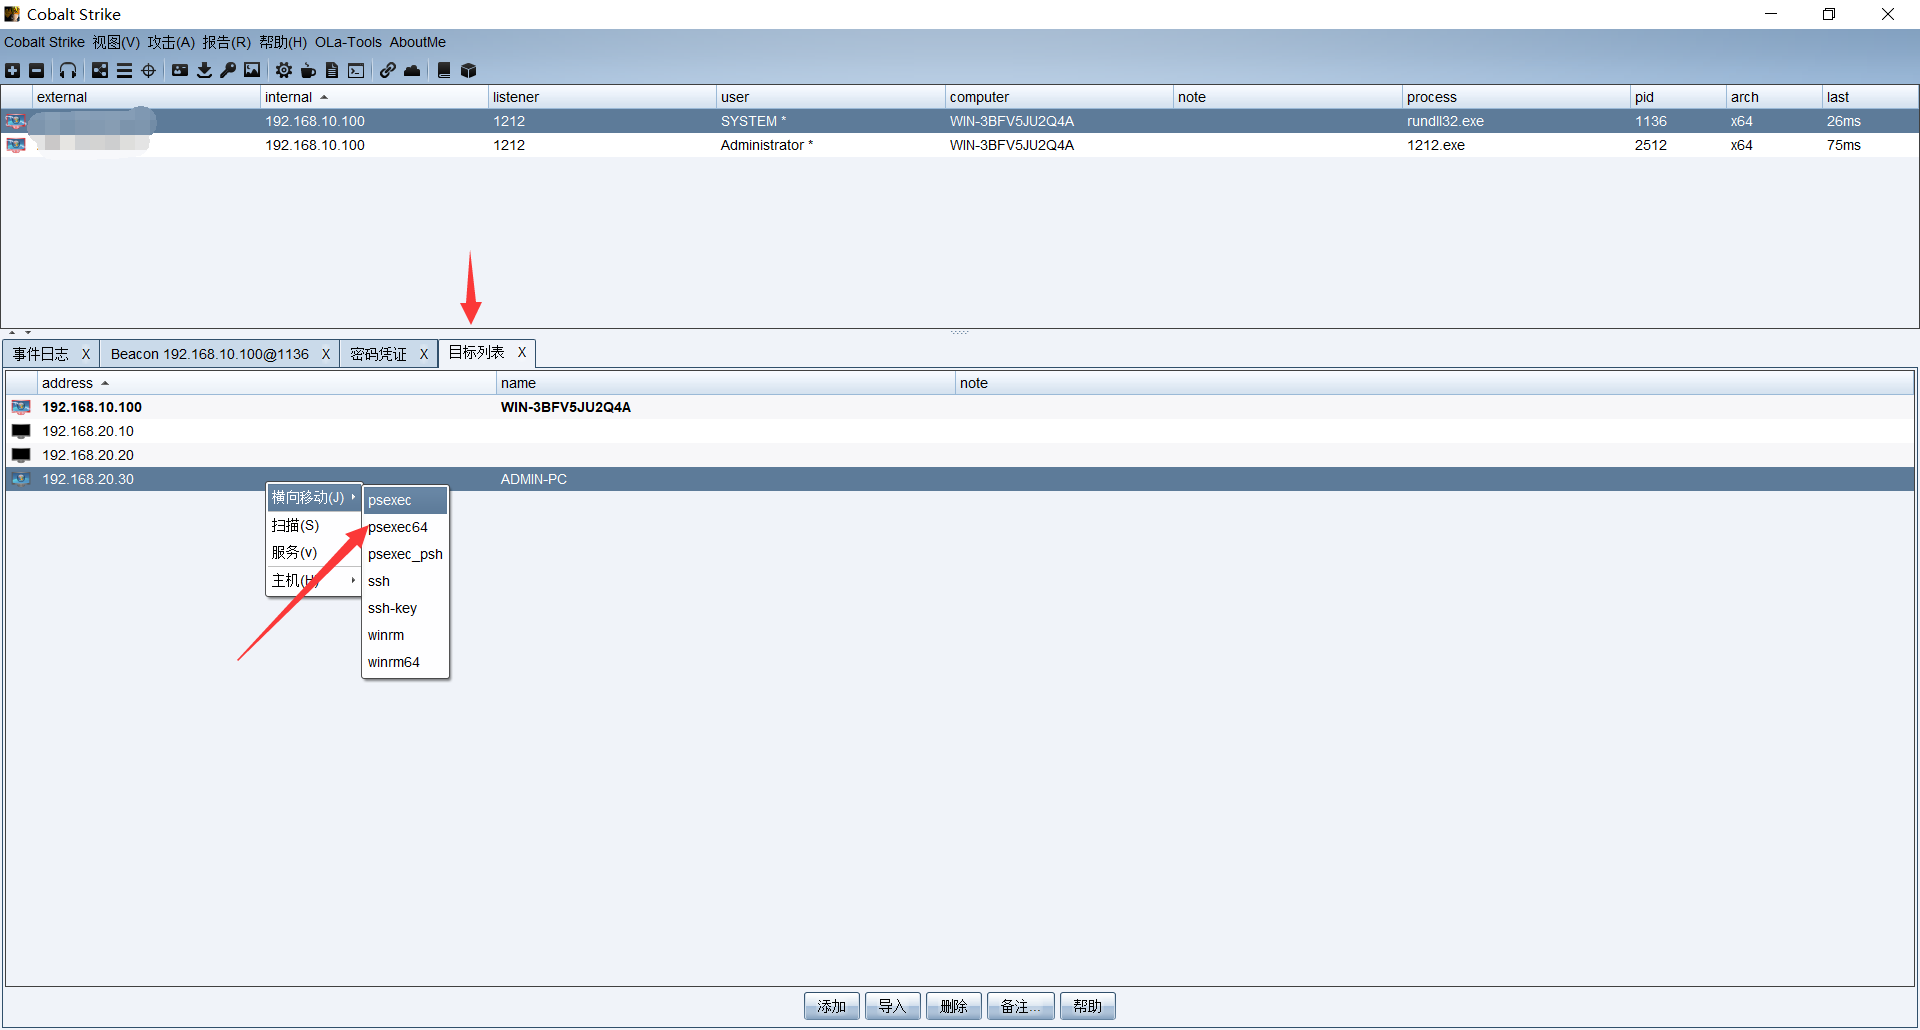 Cobalt Strike
Cobalt Strike 视图(V) 攻击(A) 报告(R) 帮助(H) OLa-Tools AboutMe
external internal listener user computer note process pid arch last
192.168.10.100 1212 SYSTEM * WIN-3BFV5JU2Q4A rundll32.exe 1136 x64 26ms
192.168.10.100 1212 Administrator * WIN-3BFV5JU2Q4A 1212.exe 2512 x64 75ms
事件日志 X Beacon 192.168.10.100@1136 X 密码凭证 X 目标列表 X
address name note
192.168.10.100 WIN-3BFV5JU2Q4A
192.168.20.10
192.168.20.20
192.168.20.30 ADMIN-PC
横向移动(J)
扫描(S)
服务(v)
主机(H)
psexec
psexec64
psexec_psh
ssh
ssh-key
winrm
winrm64
添加 导入 删除 备注... 帮助